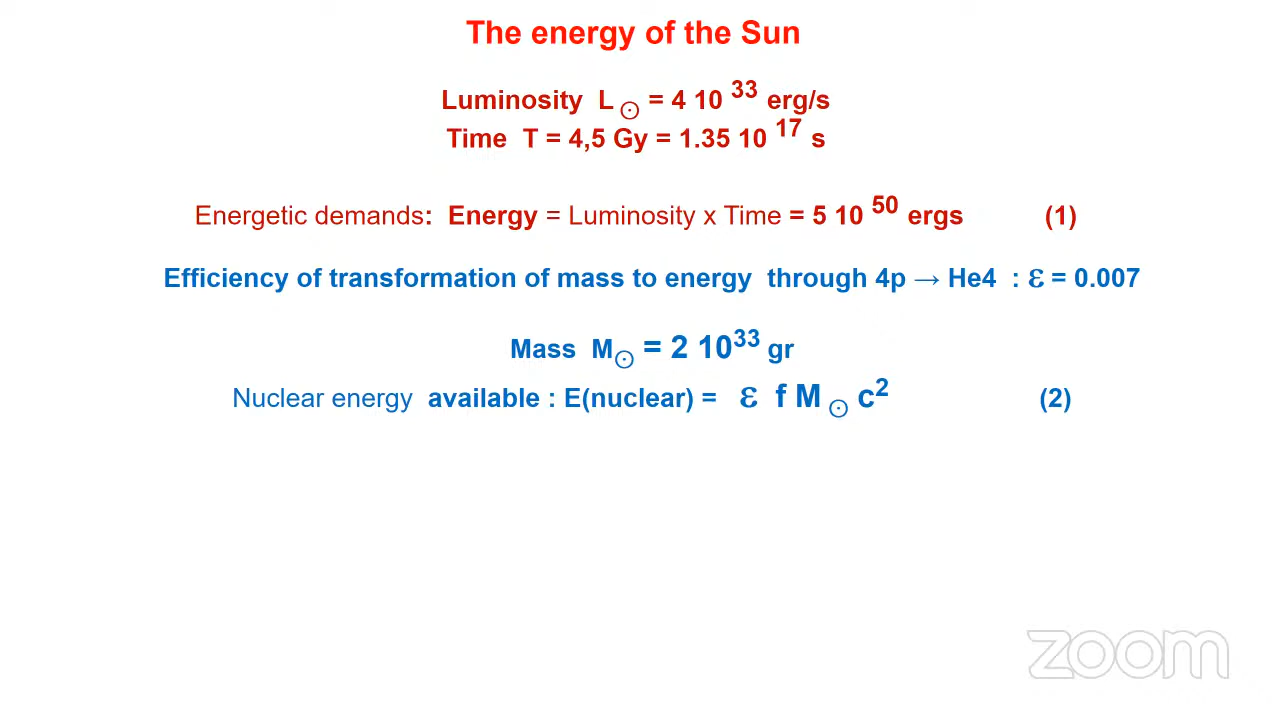 The energy of the Sun
Luminosity L☉ = 4 10 ³³ erg/s
Time T = 4,5 Gy = 1.35 10 ¹⁷ s
Energetic demands: Energy = Luminosity x Time = 5 10 ⁵⁰ ergs (1)
Efficiency of transformation of mass to energy through 4p → He4 : ε = 0.007
Mass M☉ = 2 10³³ gr
Nuclear energy available : E(nuclear) = ε f M☉ c² (2)
zoom